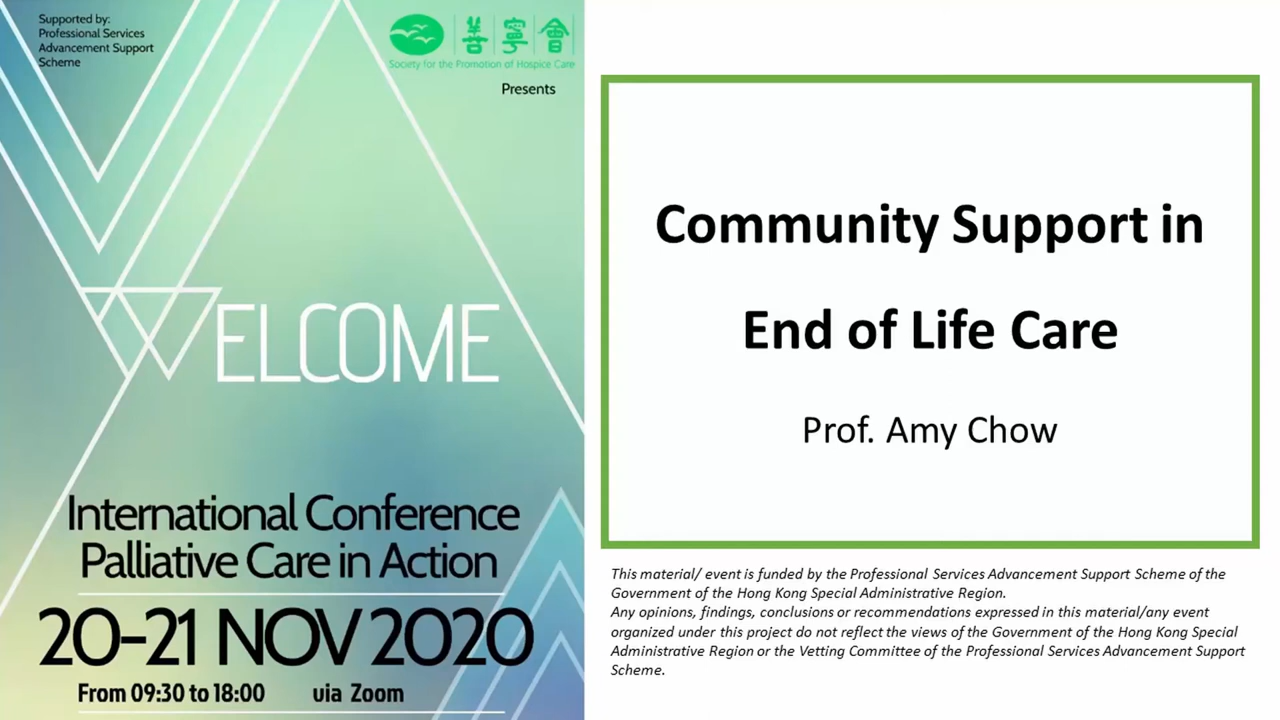 Supported by:
Professional Services
Advancement Support
Scheme
善寧會
Society for the Promotion of Hospice Care
Presents
WELCOME
International Conference
Palliative Care in Action
20-21 NOV 2020
From 09:30 to 18:00 via Zoom
Community Support in
End of Life Care
Prof. Amy Chow
This material/ event is funded by the Professional Services Advancement Support Scheme of the
Government of the Hong Kong Special Administrative Region.
Any opinions, findings, conclusions or recommendations expressed in this material/any event
organized under this project do not reflect the views of the Government of the Hong Kong Special
Administrative Region or the Vetting Committee of the Professional Services Advancement Support
Scheme.